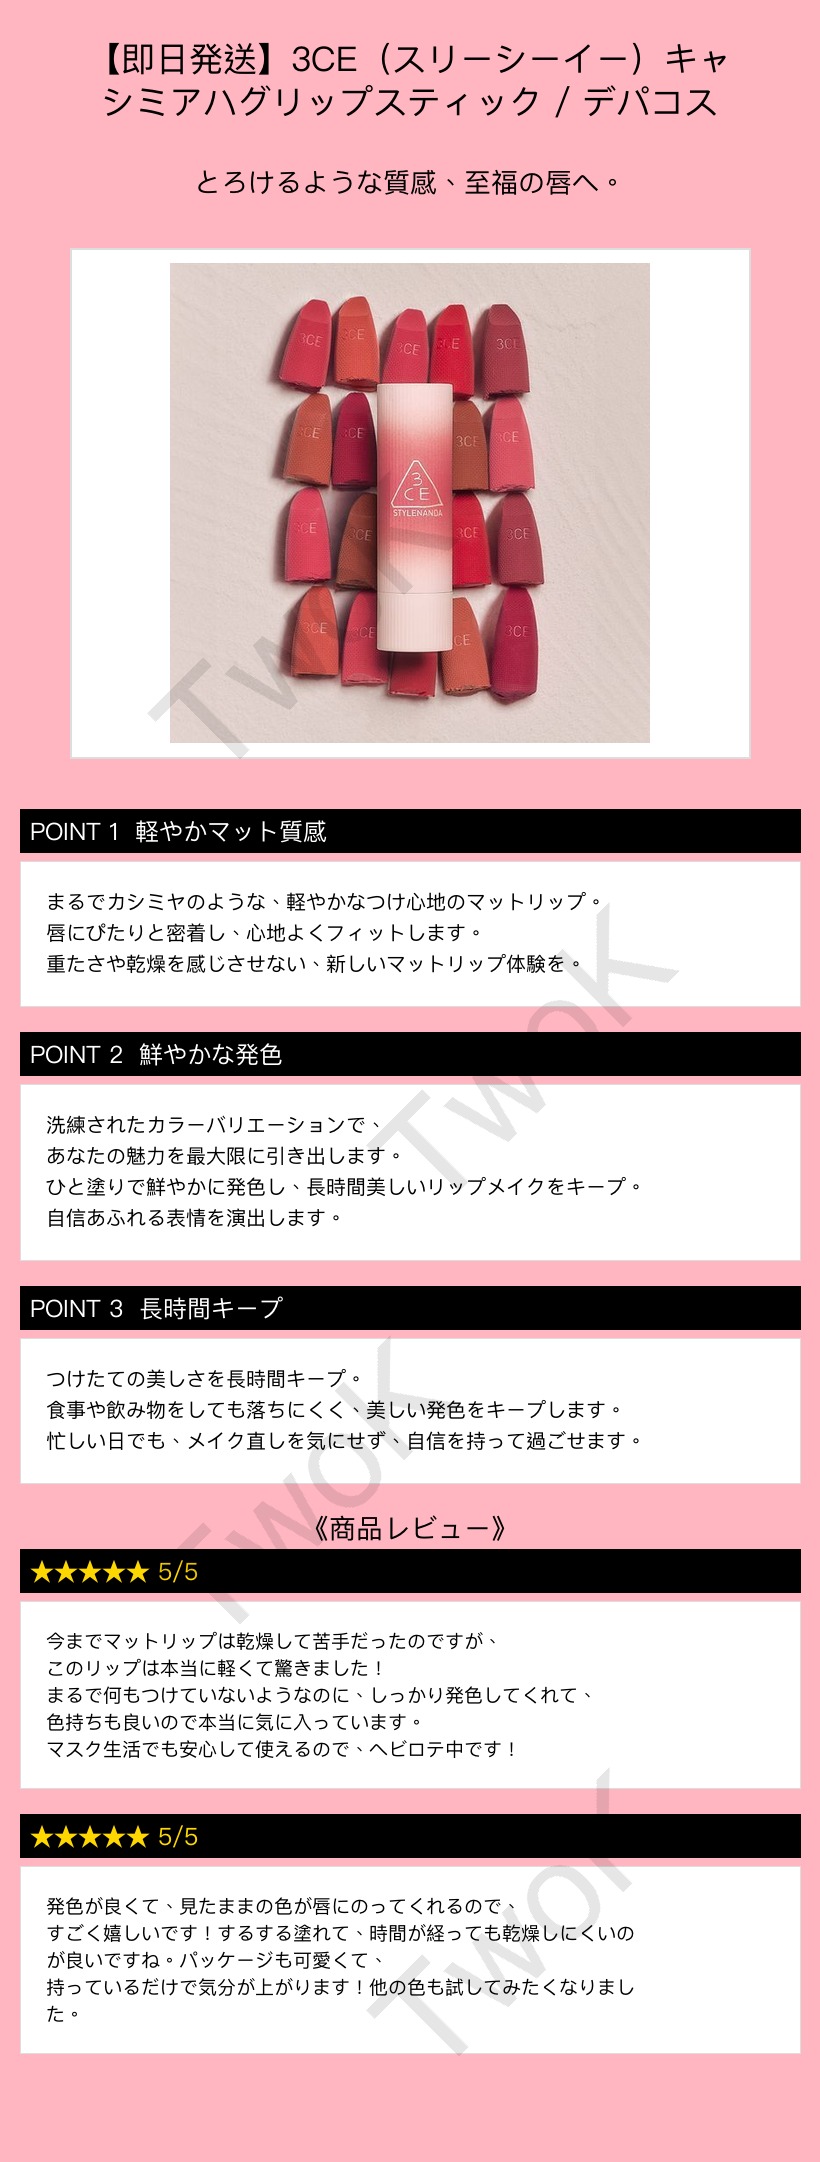 【即日発送】3CE（スリーシーイー）キャ
シミアハグリップスティック / デパコス
とろけるような質感、至福の唇へ。
3CE 3CE 3CE 3CE 3CE
3CE 3CE 3CE 3CE
3
CE
STYLENANDA
3CE 3CE 3CE 3CE
3CE 3CE 3CE 3CE
TwoK
POINT 1 軽やかマット質感
まるでカシミヤのような、軽やかなつけ心地のマットリップ。
唇にぴたりと密着し、心地よくフィットします。
重たさや乾燥を感じさせない、新しいマットリップ体験を。
TwoK
POINT 2 鮮やかな発色
洗練されたカラーバリエーションで、
あなたの魅力を最大限に引き出します。
ひと塗りで鮮やかに発色し、長時間美しいリップメイクをキープ。
自信あふれる表情を演出します。
POINT 3 長時間キープ
つけたての美しさを長時間キープ。
食事や飲み物をしても落ちにくく、美しい発色をキープします。
忙しい日でも、メイク直しを気にせず、自信を持って過ごせます。
TwoK
《商品レビュー》
★★★★★ 5/5
今までマットリップは乾燥して苦手だったのですが、
このリップは本当に軽くて驚きました！
まるで何もつけていないようなのに、しっかり発色してくれて、
色持ちも良いので本当に気に入っています。
マスク生活でも安心して使えるので、ヘビロテ中です！
★★★★★ 5/5
TwoK
発色が良くて、見たままの色が唇にのってくれるので、
すごく嬉しいです！するする塗れて、時間が経っても乾燥しにくいの
が良いですね。パッケージも可愛くて、
持っているだけで気分が上がります！他の色も試してみたくなりまし
た。